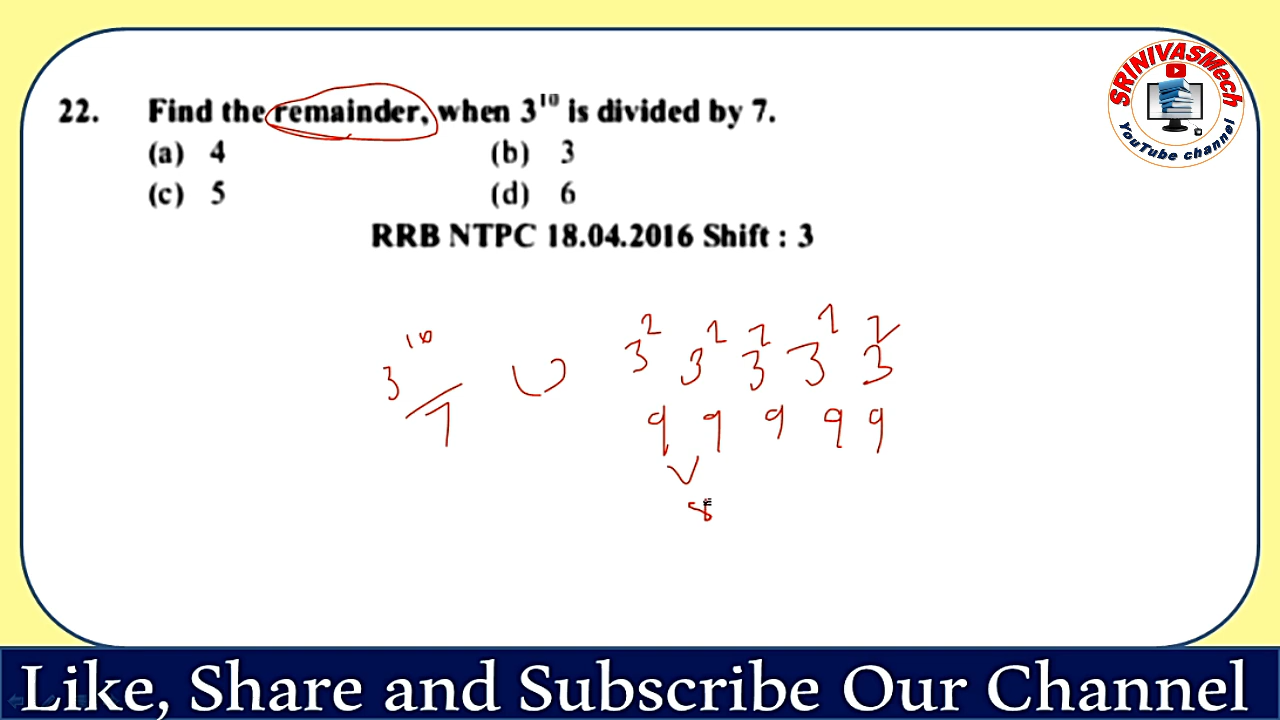 SRINIVASMech
YouTube channel
22. Find the remainder, when 3¹⁰ is divided by 7.
(a) 4 (b) 3
(c) 5 (d) 6
RRB NTPC 18.04.2016 Shift : 3
3¹⁰/7 3² 3² 3² 3² 3²
9 9 9 9 9
8
Like, Share and Subscribe Our Channel